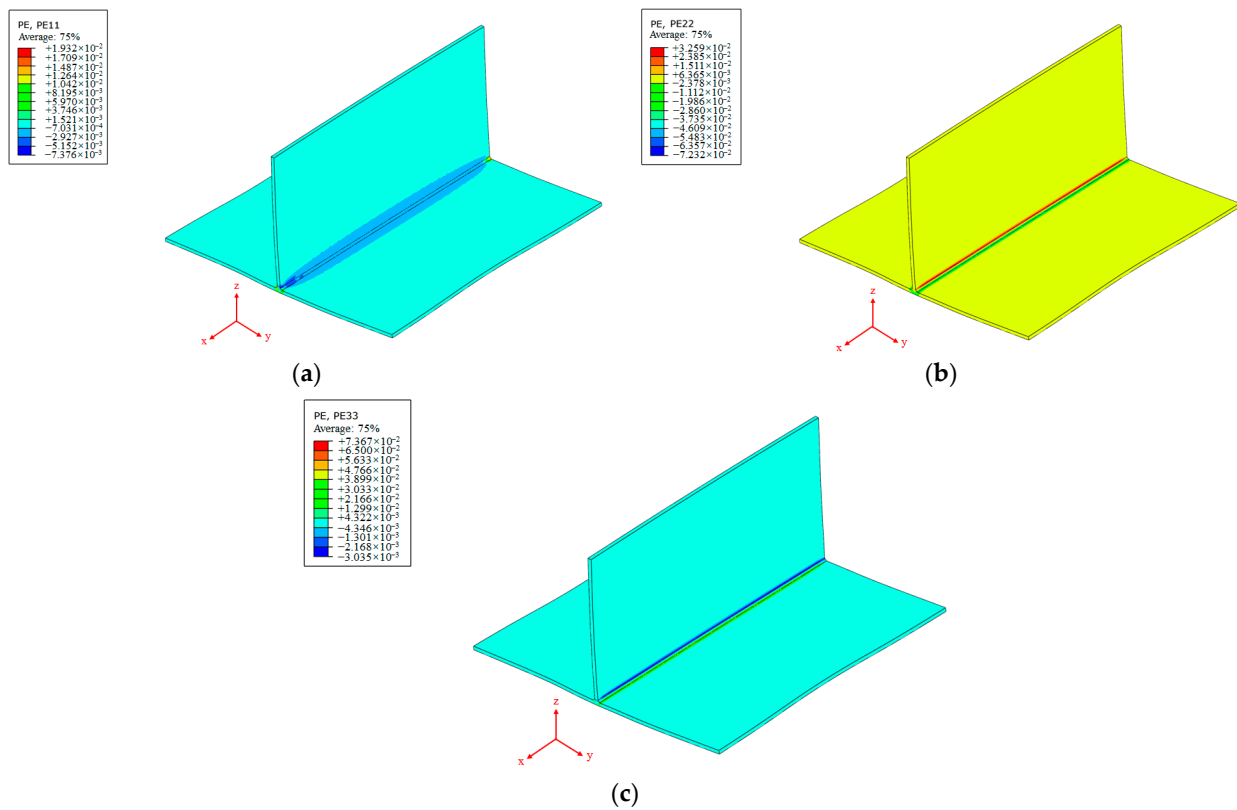 PE, PE11
Average: 75%
+1.932×10⁻²
+1.709×10⁻²
+1.487×10⁻²
+1.264×10⁻²
+1.042×10⁻²
+8.195×10⁻³
+5.970×10⁻³
+3.746×10⁻³
+1.521×10⁻³
−7.031×10⁻⁴
−2.927×10⁻³
−5.152×10⁻³
−7.376×10⁻³
z
x
y
(a)
PE, PE22
Average: 75%
+3.259×10⁻²
+2.385×10⁻²
+1.511×10⁻²
+6.365×10⁻³
−2.378×10⁻³
−1.112×10⁻²
−1.986×10⁻²
−2.860×10⁻²
−3.735×10⁻²
−4.609×10⁻²
−5.483×10⁻²
−6.357×10⁻²
−7.232×10⁻²
z
x
y
(b)
PE, PE33
Average: 75%
+7.367×10⁻²
+6.500×10⁻²
+5.633×10⁻²
+4.766×10⁻²
+3.899×10⁻²
+3.033×10⁻²
+2.166×10⁻²
+1.299×10⁻²
+4.322×10⁻³
−4.346×10⁻³
−1.301×10⁻²
−2.168×10⁻³
−3.035×10⁻³
z
x
y
(c)